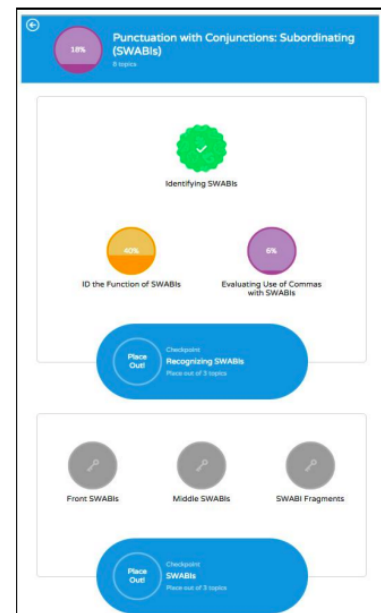 18%
Punctuation with Conjunctions: Subordinating
(SWABIs)
8 topics
Identifying SWABIs
40%
ID the Function of SWABIs
6%
Evaluating Use of Commas
with SWABIs
Place
Out!
Checkpoint
Recognizing SWABIs
Place out of 3 topics
Front SWABIs
Middle SWABIs
SWABI Fragments
Place
Out!
Checkpoint
SWABIs
Place out of 3 topics